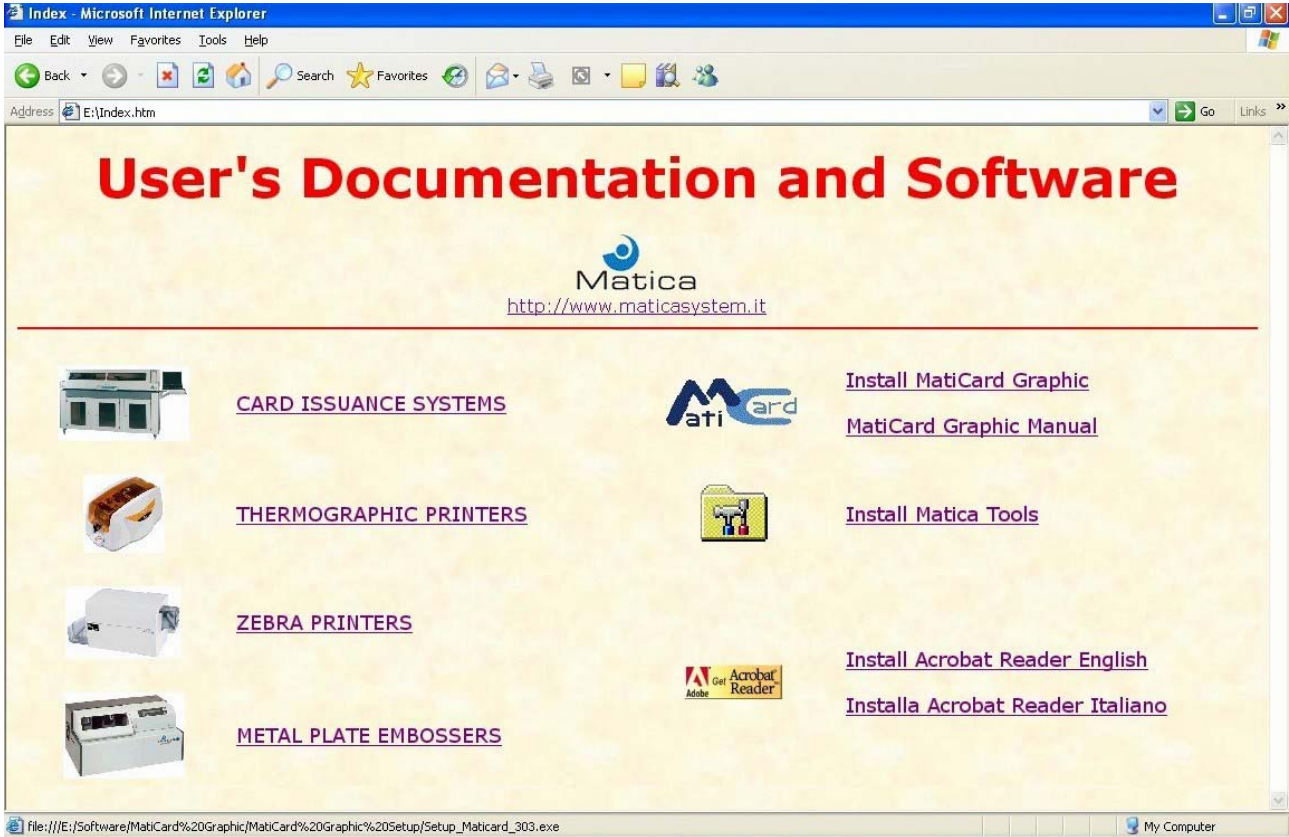 Index - Microsoft Internet Explorer
File Edit View Favorites Tools Help
Back Search Favorites
Address E:\Index.htm Go Links »
User's Documentation and Software
Matica
http://www.maticasystem.it
CARD ISSUANCE SYSTEMS
THERMOGRAPHIC PRINTERS
ZEBRA PRINTERS
METAL PLATE EMBOSSERS
MatiCard
Install MatiCard Graphic
MatiCard Graphic Manual
Install Matica Tools
Adobe Get Acrobat Reader
Install Acrobat Reader English
Installa Acrobat Reader Italiano
file:///E:/Software/MatiCard%20Graphic/MatiCard%20Graphic%20Setup/Setup_Maticard_303.exe My Computer